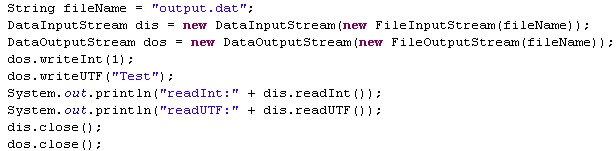 String fileName = "output.dat";
DataInputStream dis = new DataInputStream(new FileInputStream(fileName));
DataOutputStream dos = new DataOutputStream(new FileOutputStream(fileName));
dos.writeInt(1);
dos.writeUTF("Test");
System.out.println("readInt:" + dis.readInt());
System.out.println("readUTF:" + dis.readUTF());
dis.close();
dos.close();